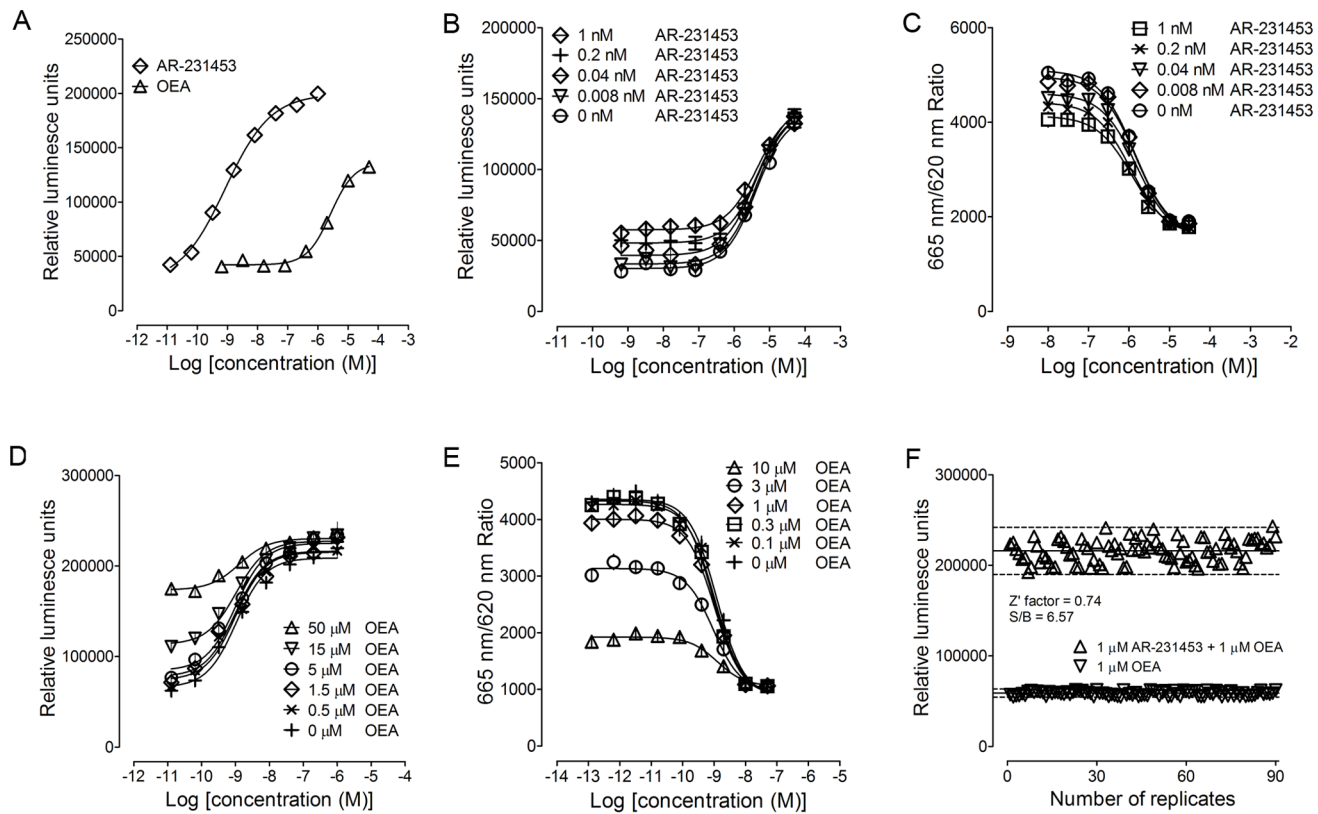 A
Relative luminesce units
250000
200000
150000
100000
50000
0
AR-231453
OEA
-12 -11 -10 -9 -8 -7 -6 -5 -4 -3
Log [concentration (M)]
B
Relative luminesce units
200000
150000
100000
50000
0
1 nM AR-231453
0.2 nM AR-231453
0.04 nM AR-231453
0.008 nM AR-231453
0 nM AR-231453
-11 -10 -9 -8 -7 -6 -5 -4 -3
Log [concentration (M)]
C
665 nm/620 nm Ratio
6000
4000
2000
0
1 nM AR-231453
0.2 nM AR-231453
0.04 nM AR-231453
0.008 nM AR-231453
0 nM AR-231453
-9 -8 -7 -6 -5 -4 -3 -2
Log [concentration (M)]
D
Relative luminesce units
300000
200000
100000
0
50 μM OEA
15 μM OEA
5 μM OEA
1.5 μM OEA
0.5 μM OEA
0 μM OEA
-12 -11 -10 -9 -8 -7 -6 -5 -4
Log [concentration (M)]
E
665 nm/620 nm Ratio
5000
4000
3000
2000
1000
0
10 μM OEA
3 μM OEA
1 μM OEA
0.3 μM OEA
0.1 μM OEA
0 μM OEA
-14 -13 -12 -11 -10 -9 -8 -7 -6 -5
Log [concentration (M)]
F
Relative luminesce units
300000
200000
100000
0
Z' factor = 0.74
S/B = 6.57
1 μM AR-231453 + 1 μM OEA
1 μM OEA
0 30 60 90
Number of replicates